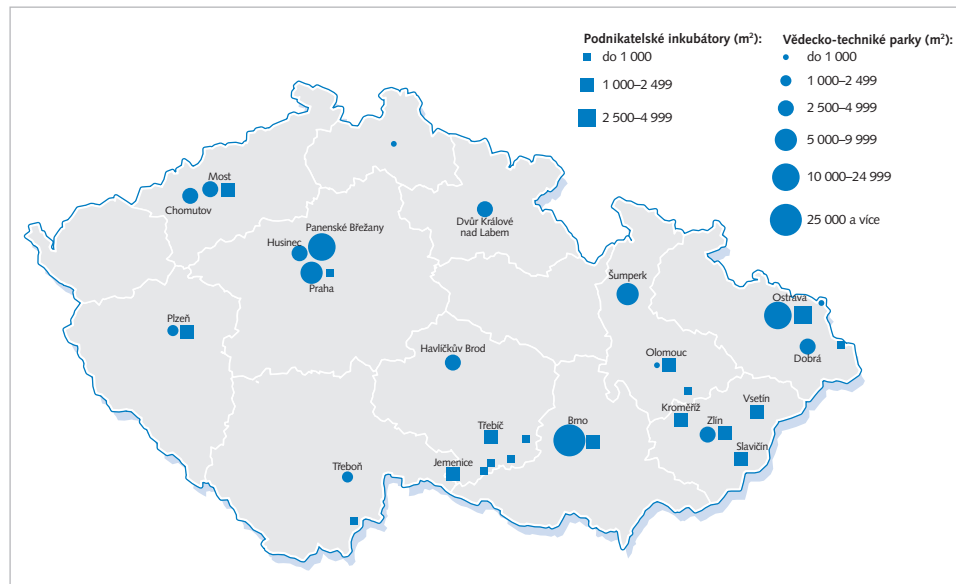 Podnikatelské inkubátory (m²):
do 1 000
1 000–2 499
2 500–4 999
Vědecko-techniké parky (m²):
do 1 000
1 000–2 499
2 500–4 999
5 000–9 999
10 000–24 999
25 000 a více
Most
Chomutov
Dvůr Králové
nad Labem
Panenské Břežany
Husinec
Praha
Šumperk
Ostrava
Plzeň
Havlíčkův Brod
Dobrá
Olomouc
Kroměříž
Vsetín
Třebíč
Brno
Zlín
Slavičín
Jemenice
Třeboň